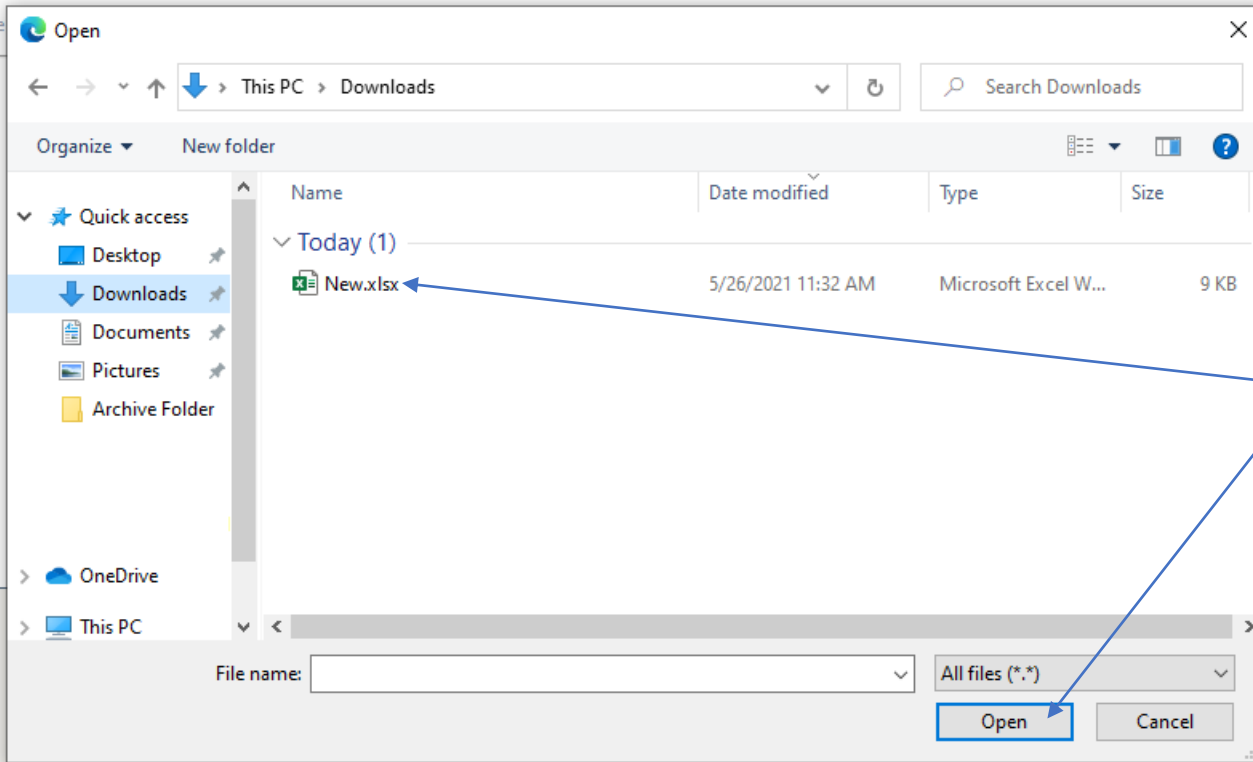 Open
This PC > Downloads
Search Downloads
Organize
New folder
Name
Date modified
Type
Size
Quick access
Desktop
Downloads
Documents
Pictures
Archive Folder
OneDrive
This PC
Today (1)
New.xlsx 5/26/2021 11:32 AM Microsoft Excel W... 9 KB
File name:
All files (*.*)
Open
Cancel